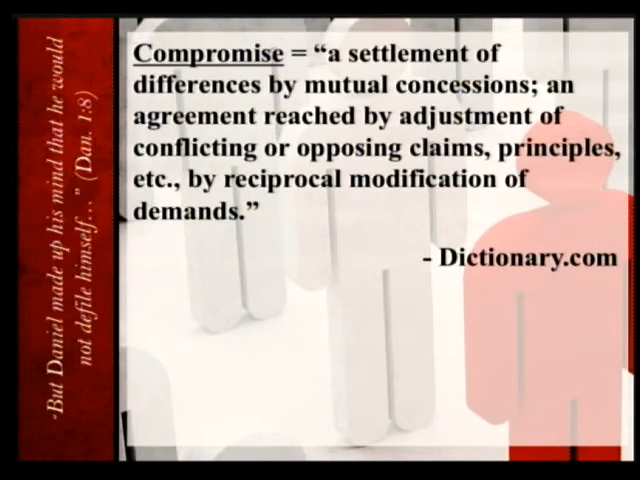 "But Daniel made up his mind that he would
not defile himself…" (Dan. 1:8)
Compromise = “a settlement of
differences by mutual concessions; an
agreement reached by adjustment of
conflicting or opposing claims, principles,
etc., by reciprocal modification of
demands.”
- Dictionary.com